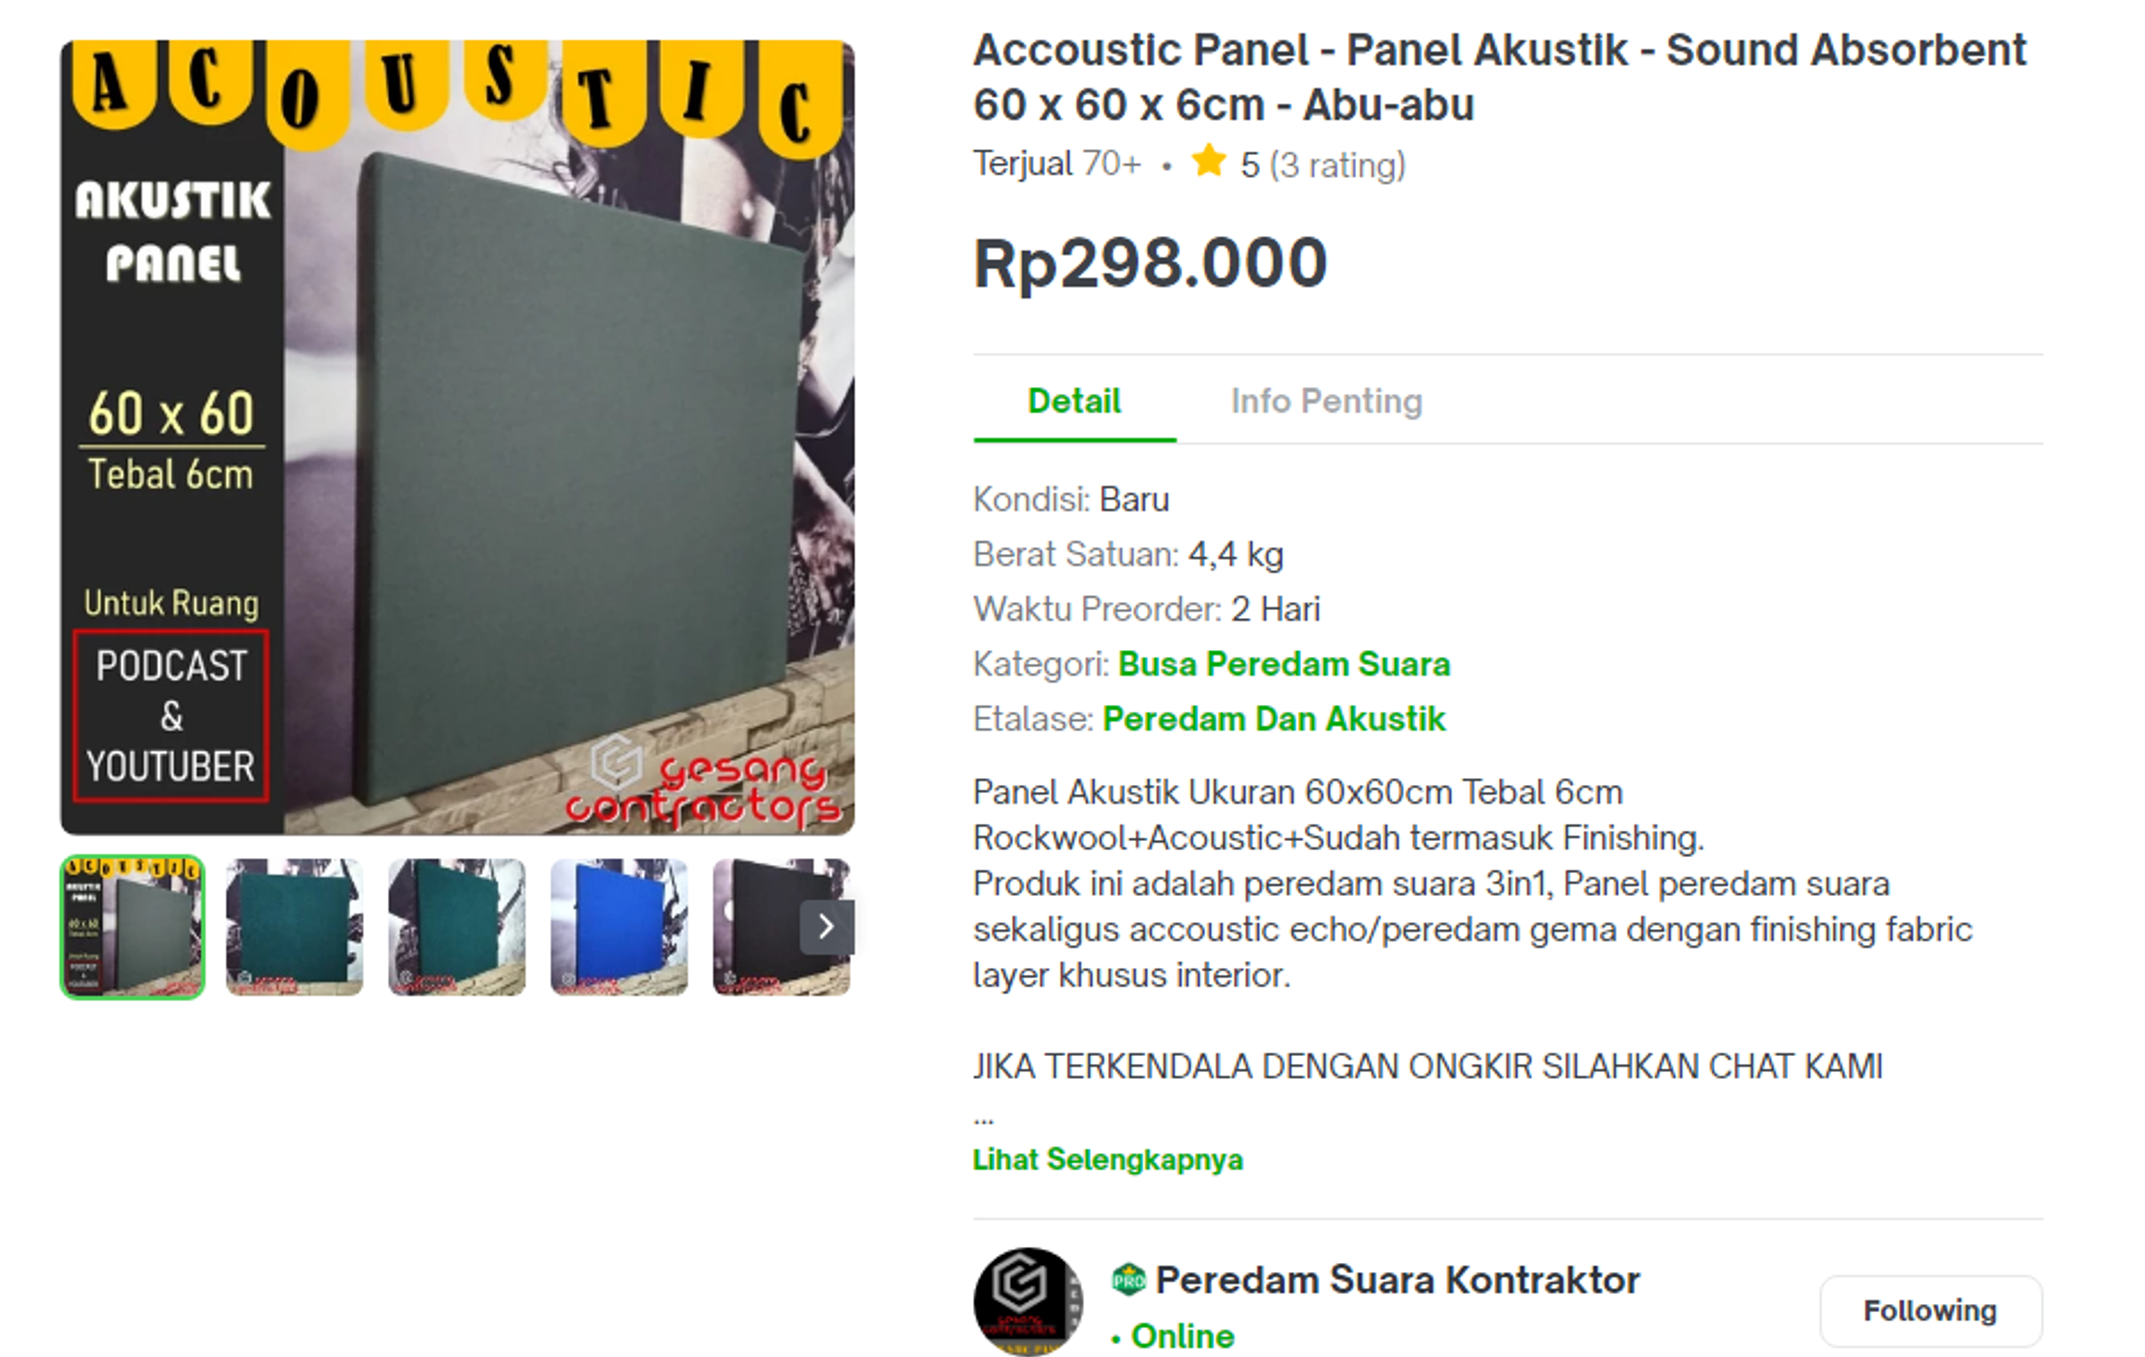 ACOUSTIC
AKUSTIK
PANEL
60 x 60
Tebal 6cm
Untuk Ruang
PODCAST
&
YOUTUBER
gesang
contractors
Accoustic Panel - Panel Akustik - Sound Absorbent
60 x 60 x 6cm - Abu-abu
Terjual 70+ • 5 (3 rating)
Rp298.000
Detail Info Penting
Kondisi: Baru
Berat Satuan: 4,4 kg
Waktu Preorder: 2 Hari
Kategori: Busa Peredam Suara
Etalase: Peredam Dan Akustik
Panel Akustik Ukuran 60x60cm Tebal 6cm
Rockwool+Acoustic+Sudah termasuk Finishing.
Produk ini adalah peredam suara 3in1, Panel peredam suara
sekaligus accoustic echo/peredam gema dengan finishing fabric
layer khusus interior.
JIKA TERKENDALA DENGAN ONGKIR SILAHKAN CHAT KAMI
...
Lihat Selengkapnya
PRO Peredam Suara Kontraktor
• Online
Following